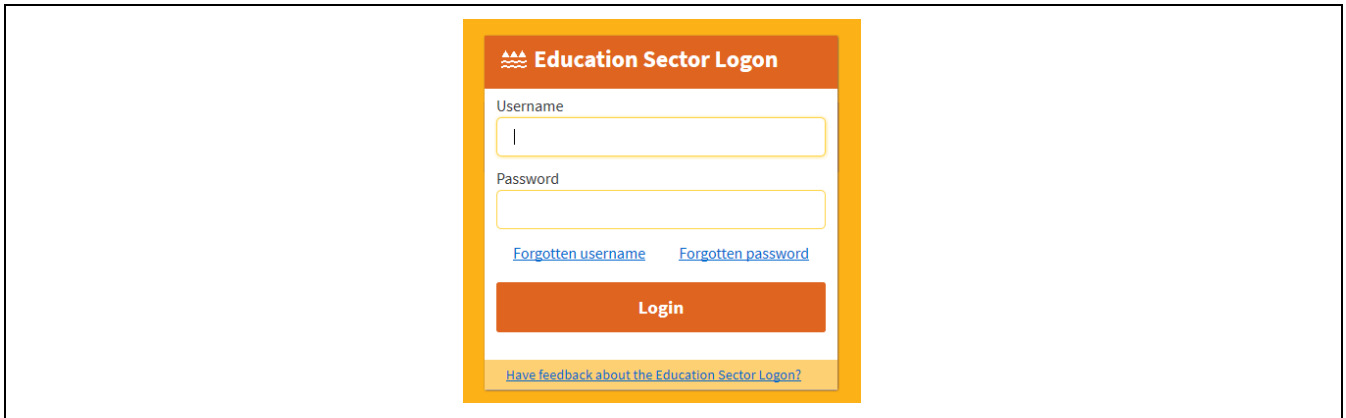 Education Sector Logon
Username
Password
Forgotten username Forgotten password
Login
Have feedback about the Education Sector Logon?